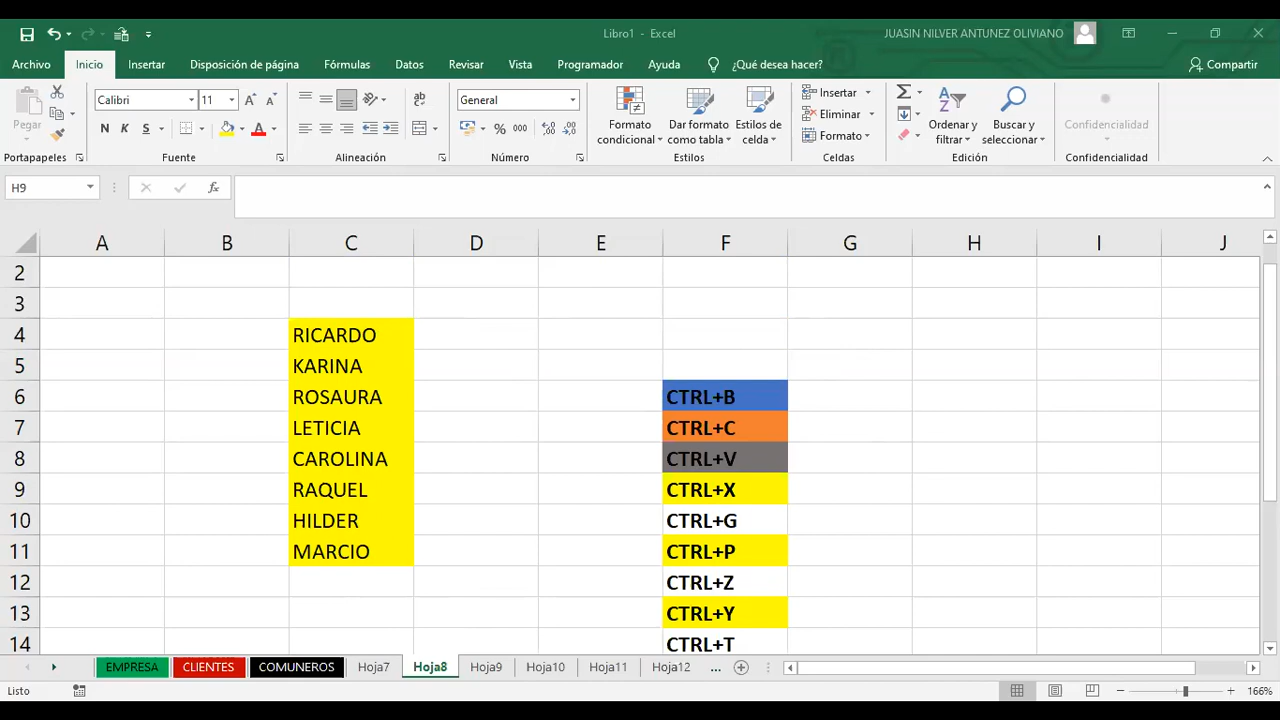 Libro1 - Excel
JUASIN NILVER ANTUNEZ OLIVIANO
Archivo Inicio Insertar Disposición de página Fórmulas Datos Revisar Vista Programador Ayuda ¿Qué desea hacer? Compartir
Pegar
Calibri 11
N K S
General
% 000
Formato condicional
Dar formato como tabla
Estilos de celda
Insertar
Eliminar
Formato
Ordenar y filtrar
Buscar y seleccionar
Confidencialidad
Portapapeles Fuente Alineación Número Estilos Celdas Edición Confidencialidad
H9 fx
A B C D E F G H I J
2
3
4 RICARDO
5 KARINA
6 ROSAURA CTRL+B
7 LETICIA CTRL+C
8 CAROLINA CTRL+V
9 RAQUEL CTRL+X
10 HILDER CTRL+G
11 MARCIO CTRL+P
12 CTRL+Z
13 CTRL+Y
14 CTRL+T
EMPRESA CLIENTES COMUNEROS Hoja7 Hoja8 Hoja9 Hoja10 Hoja11 Hoja12 ...
Listo 166%